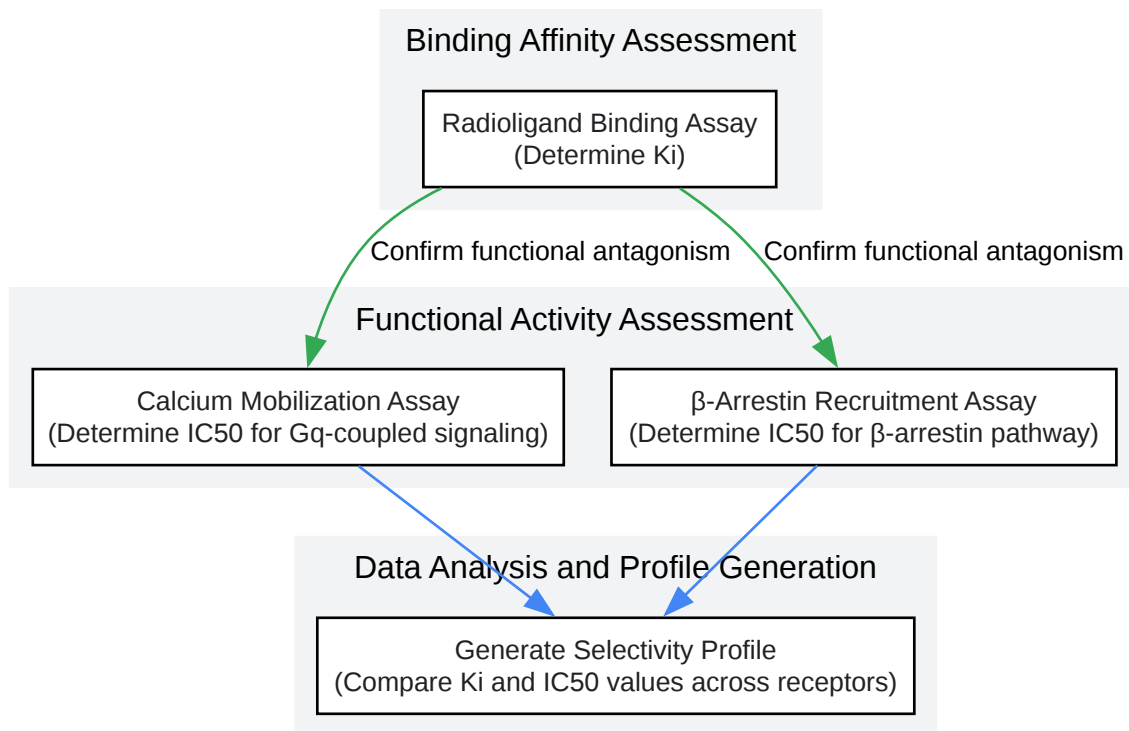 Binding Affinity Assessment
Radioligand Binding Assay
(Determine Ki)
Confirm functional antagonism
Confirm functional antagonism
Functional Activity Assessment
Calcium Mobilization Assay
(Determine IC50 for Gq-coupled signaling)
β-Arrestin Recruitment Assay
(Determine IC50 for β-arrestin pathway)
Data Analysis and Profile Generation
Generate Selectivity Profile
(Compare Ki and IC50 values across receptors)